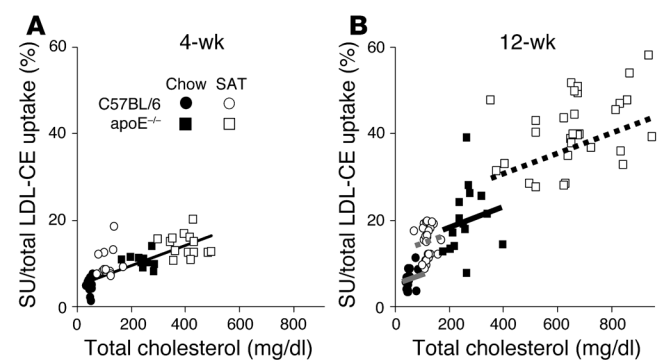 A
4-wk
SU/total LDL-CE uptake (%)
60
40
20
0
Chow SAT
C57BL/6
apoE⁻/⁻
0 200 400 600 800
Total cholesterol (mg/dl)
B
12-wk
SU/total LDL-CE uptake (%)
60
40
20
0
0 200 400 600 800
Total cholesterol (mg/dl)